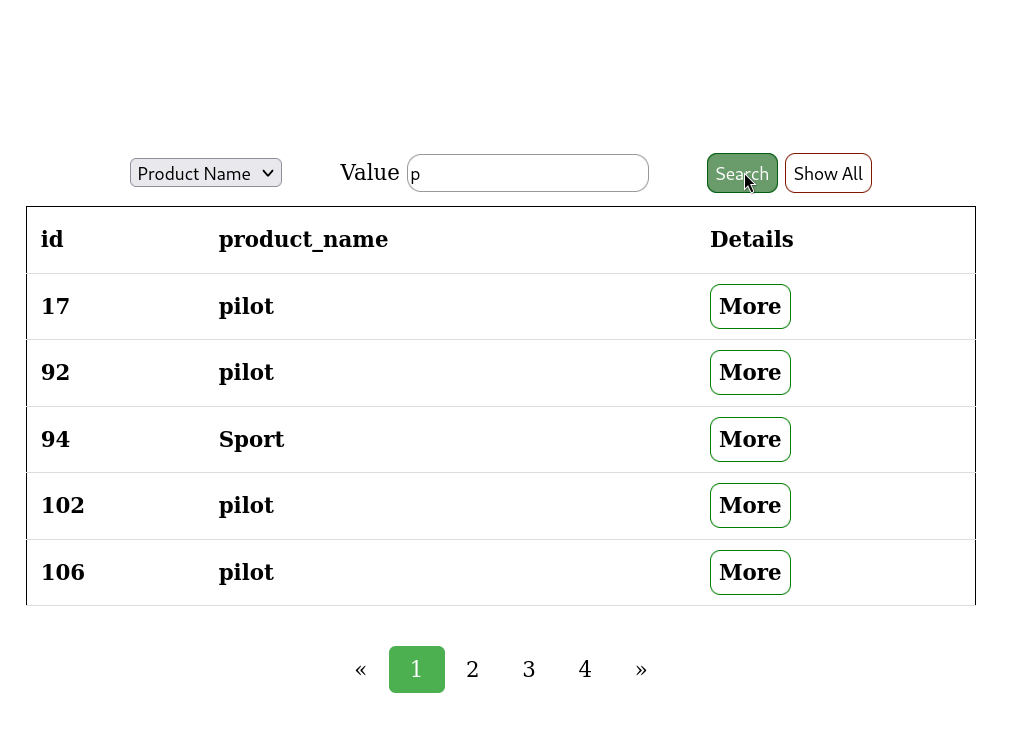 Product Name Value p Search Show All
id product_name Details
17 pilot More
92 pilot More
94 Sport More
102 pilot More
106 pilot More
« 1 2 3 4 »